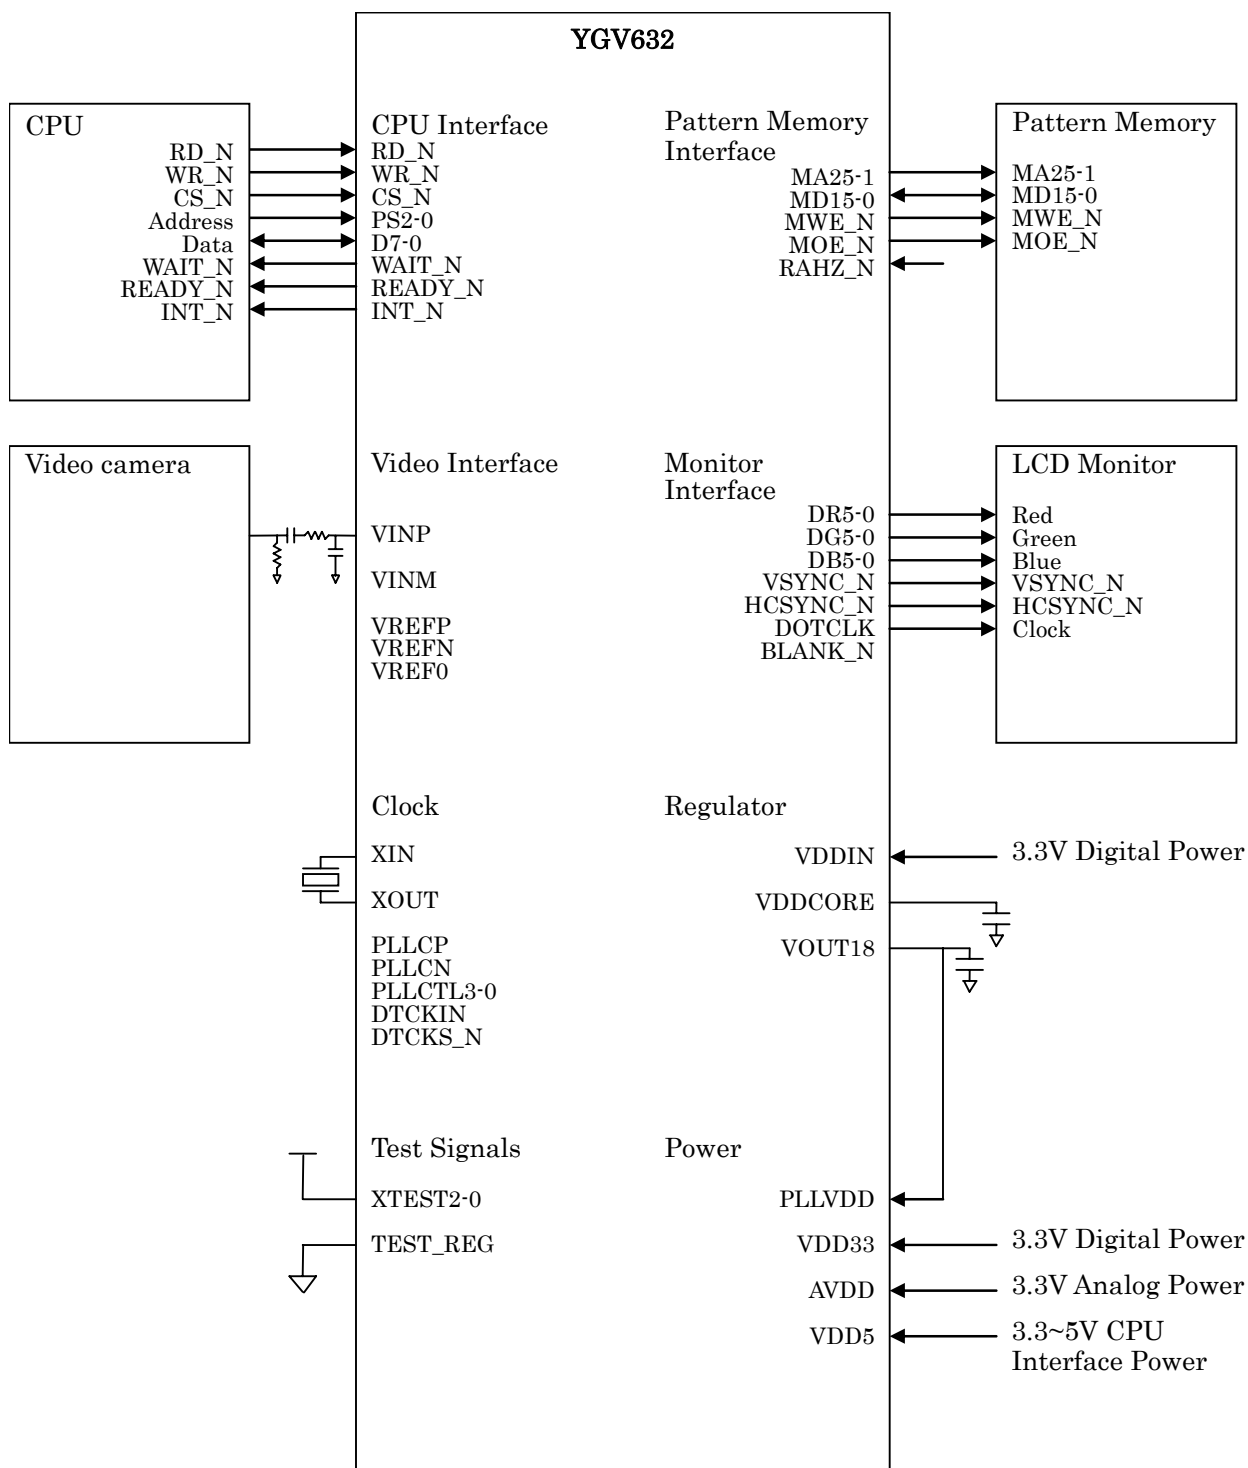 YGV632
CPU
RD_N
WR_N
CS_N
Address
Data
WAIT_N
READY_N
INT_N
CPU Interface
RD_N
WR_N
CS_N
PS2-0
D7-0
WAIT_N
READY_N
INT_N
Pattern Memory
Interface
MA25-1
MD15-0
MWE_N
MOE_N
RAHZ_N
Pattern Memory
MA25-1
MD15-0
MWE_N
MOE_N
Video camera
Video Interface
VINP
VINM
VREFP
VREFN
VREF0
Monitor
Interface
DR5-0
DG5-0
DB5-0
VSYNC_N
HCSYNC_N
DOTCLK
BLANK_N
LCD Monitor
Red
Green
Blue
VSYNC_N
HCSYNC_N
Clock
Clock
XIN
XOUT
PLLCP
PLLCN
PLLCTL3-0
DTCKIN
DTCKS_N
Regulator
VDDIN
VDDCORE
VOUT18
3.3V Digital Power
Test Signals
XTEST2-0
TEST_REG
Power
PLLVDD
VDD33
AVDD
VDD5
3.3V Digital Power
3.3V Analog Power
3.3~5V CPU
Interface Power